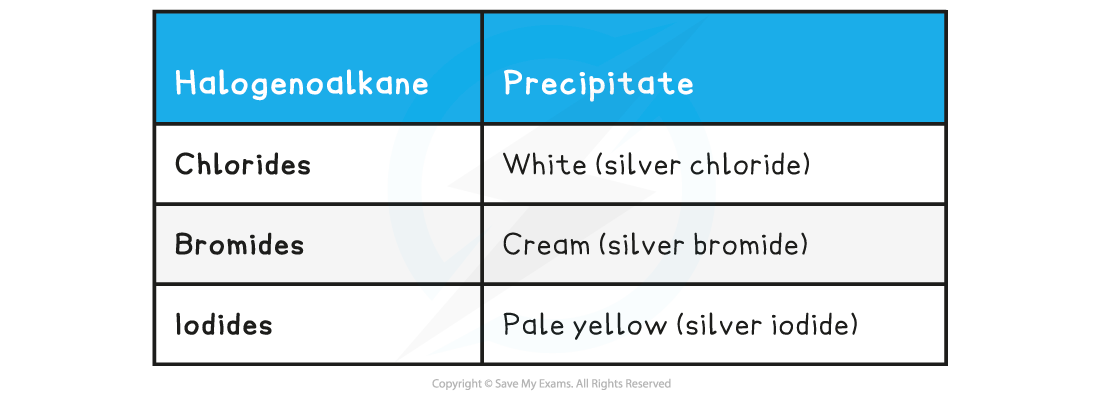 Halogenoalkane Precipitate
Chlorides White (silver chloride)
Bromides Cream (silver bromide)
Iodides Pale yellow (silver iodide)
Copyright © Save My Exams. All Rights Reserved